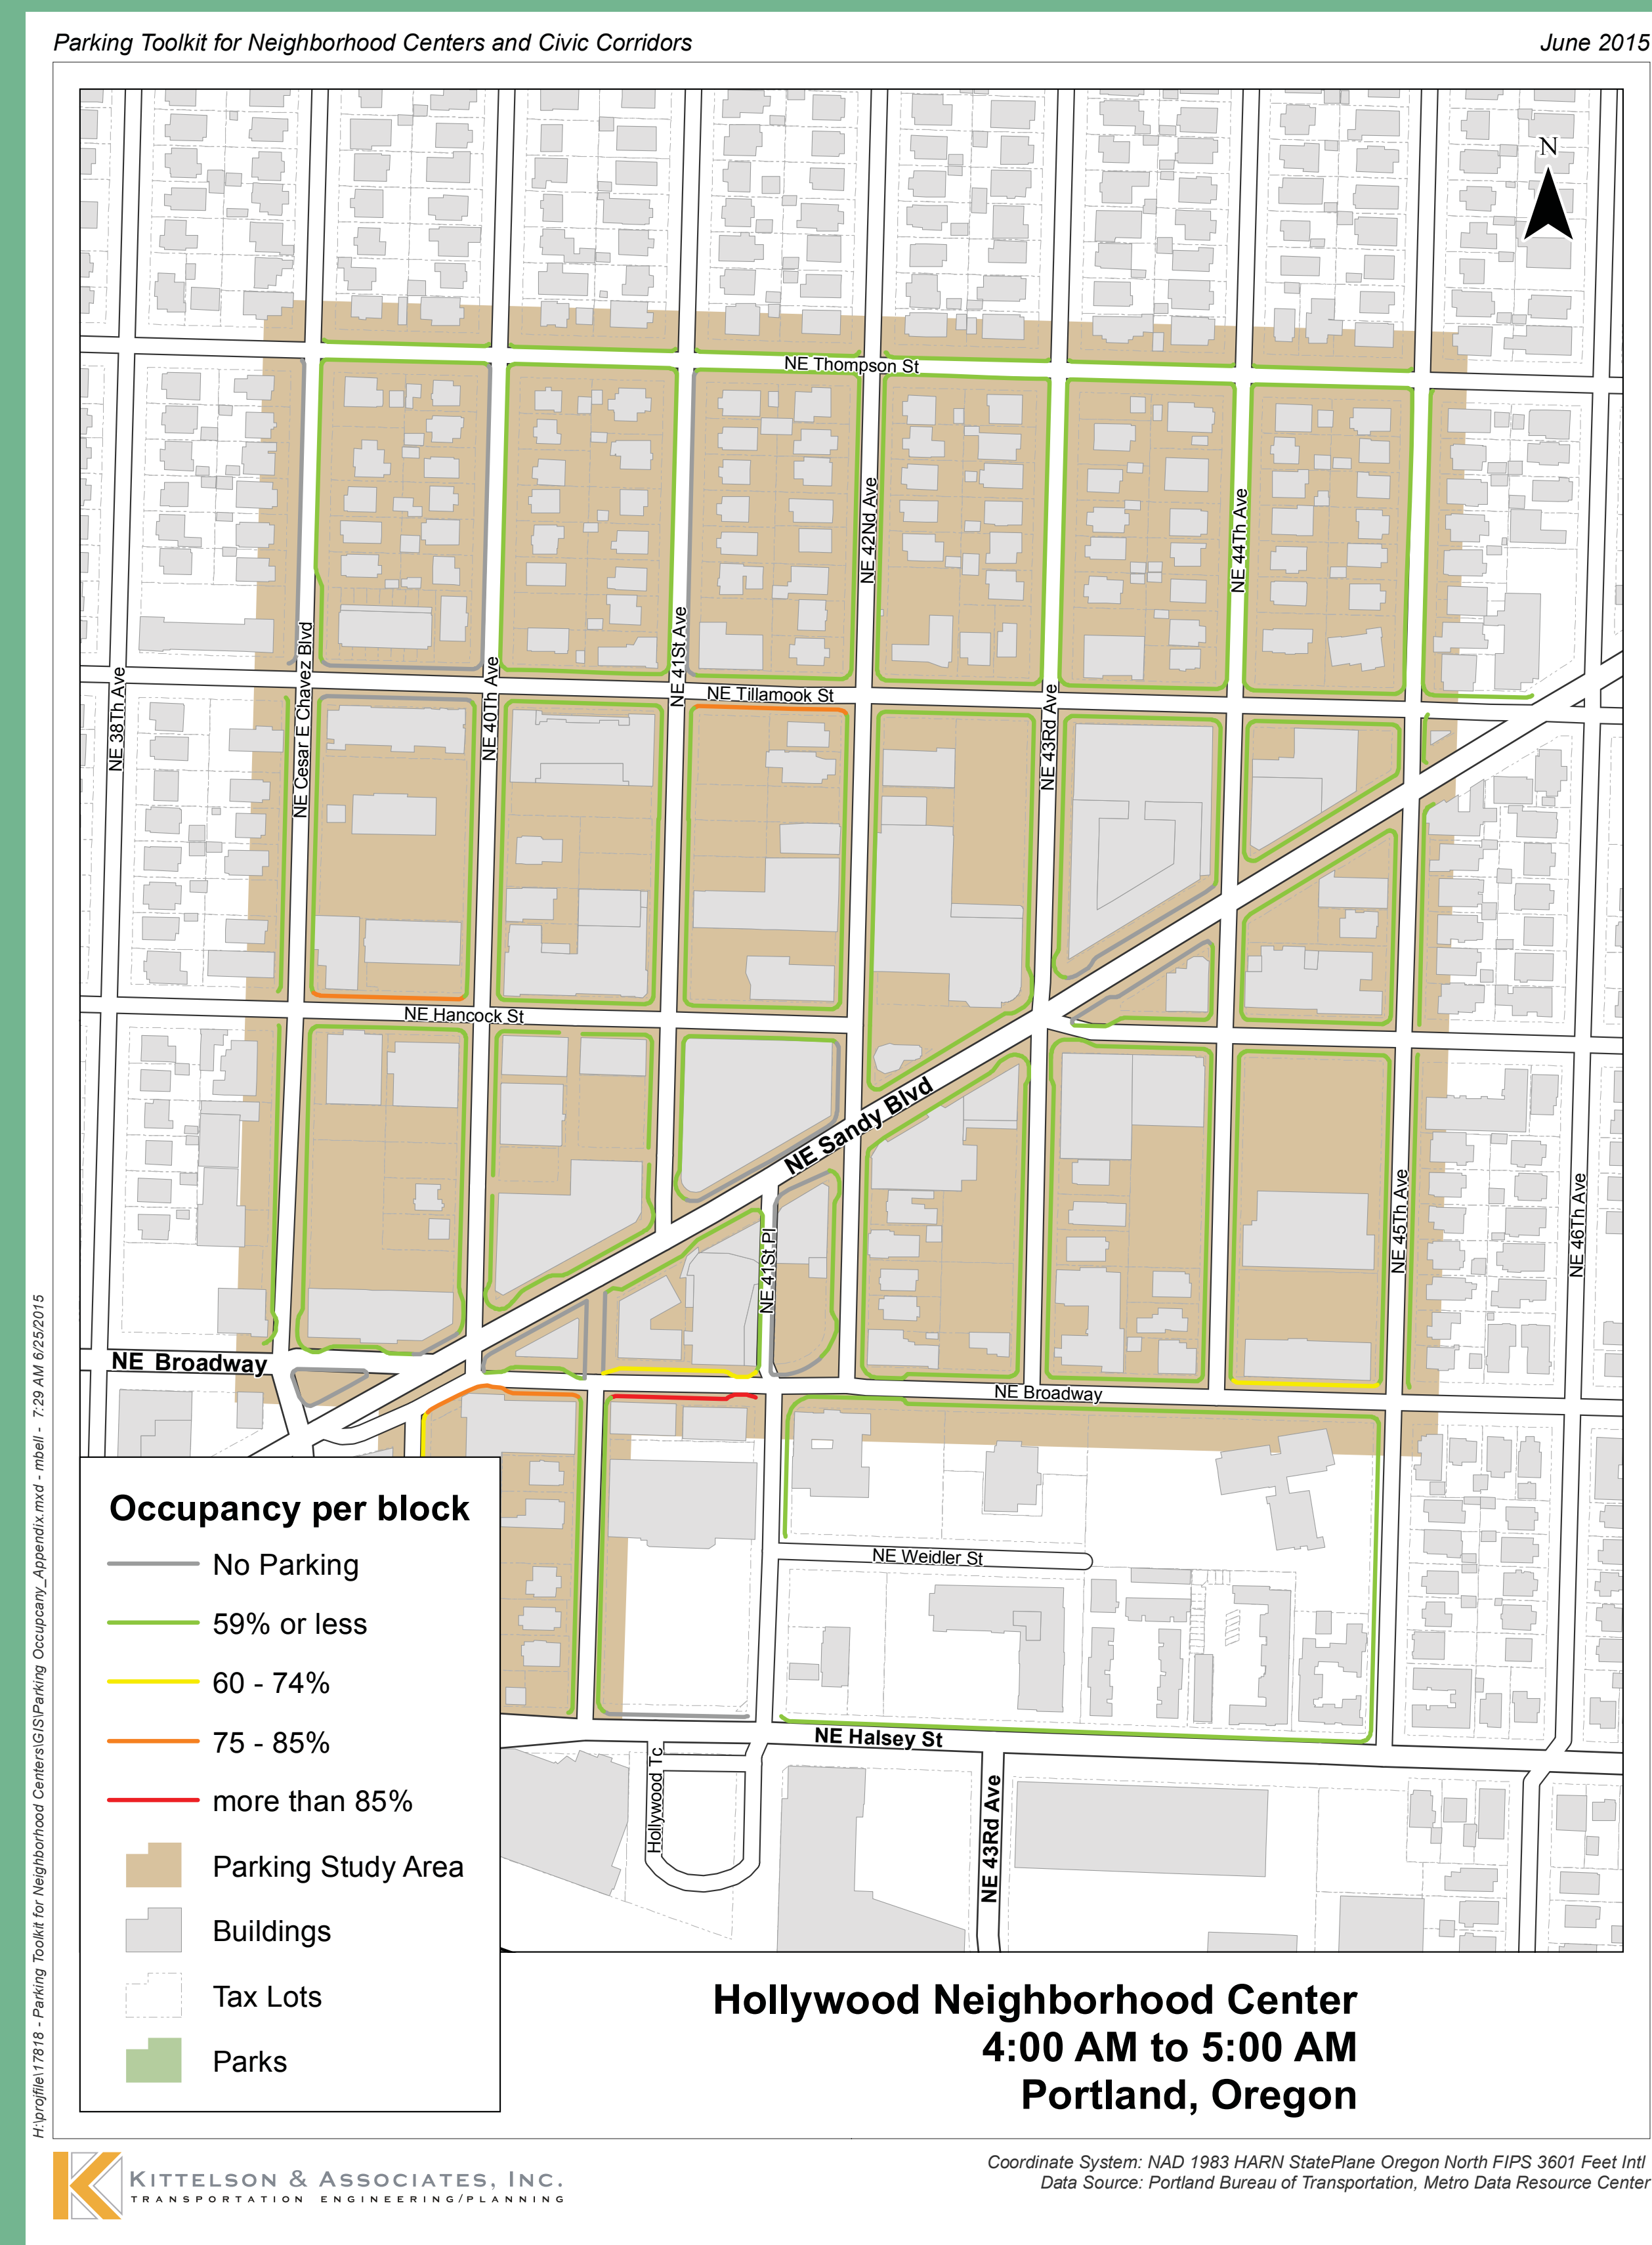 Parking Toolkit for Neighborhood Centers and Civic Corridors
June 2015
N
NE Thompson St
NE 42Nd Ave
NE 44Th Ave
NE 41St Ave
NE Cesar E Chavez Blvd
NE 40Th Ave
NE 38Th Ave
NE Tillamook St
NE 43Rd Ave
NE Hancock St
NE Sandy Blvd
NE 45Th Ave
NE 46Th Ave
NE 41St Pl
NE Broadway
NE Broadway
NE Weidler St
NE Halsey St
Hollywood Tc
NE 43Rd Ave
Occupancy per block
No Parking
59% or less
60 - 74%
75 - 85%
more than 85%
Parking Study Area
Buildings
Tax Lots
Parks
Hollywood Neighborhood Center
4:00 AM to 5:00 AM
Portland, Oregon
H:\projfile\17818 - Parking Toolkit for Neighborhood Centers\GIS\Parking Occupcany_Appendix.mxd - mbell - 7:29 AM 6/25/2015
KITTELSON & ASSOCIATES, INC.
TRANSPORTATION ENGINEERING/PLANNING
Coordinate System: NAD 1983 HARN StatePlane Oregon North FIPS 3601 Feet Intl
Data Source: Portland Bureau of Transportation, Metro Data Resource Center